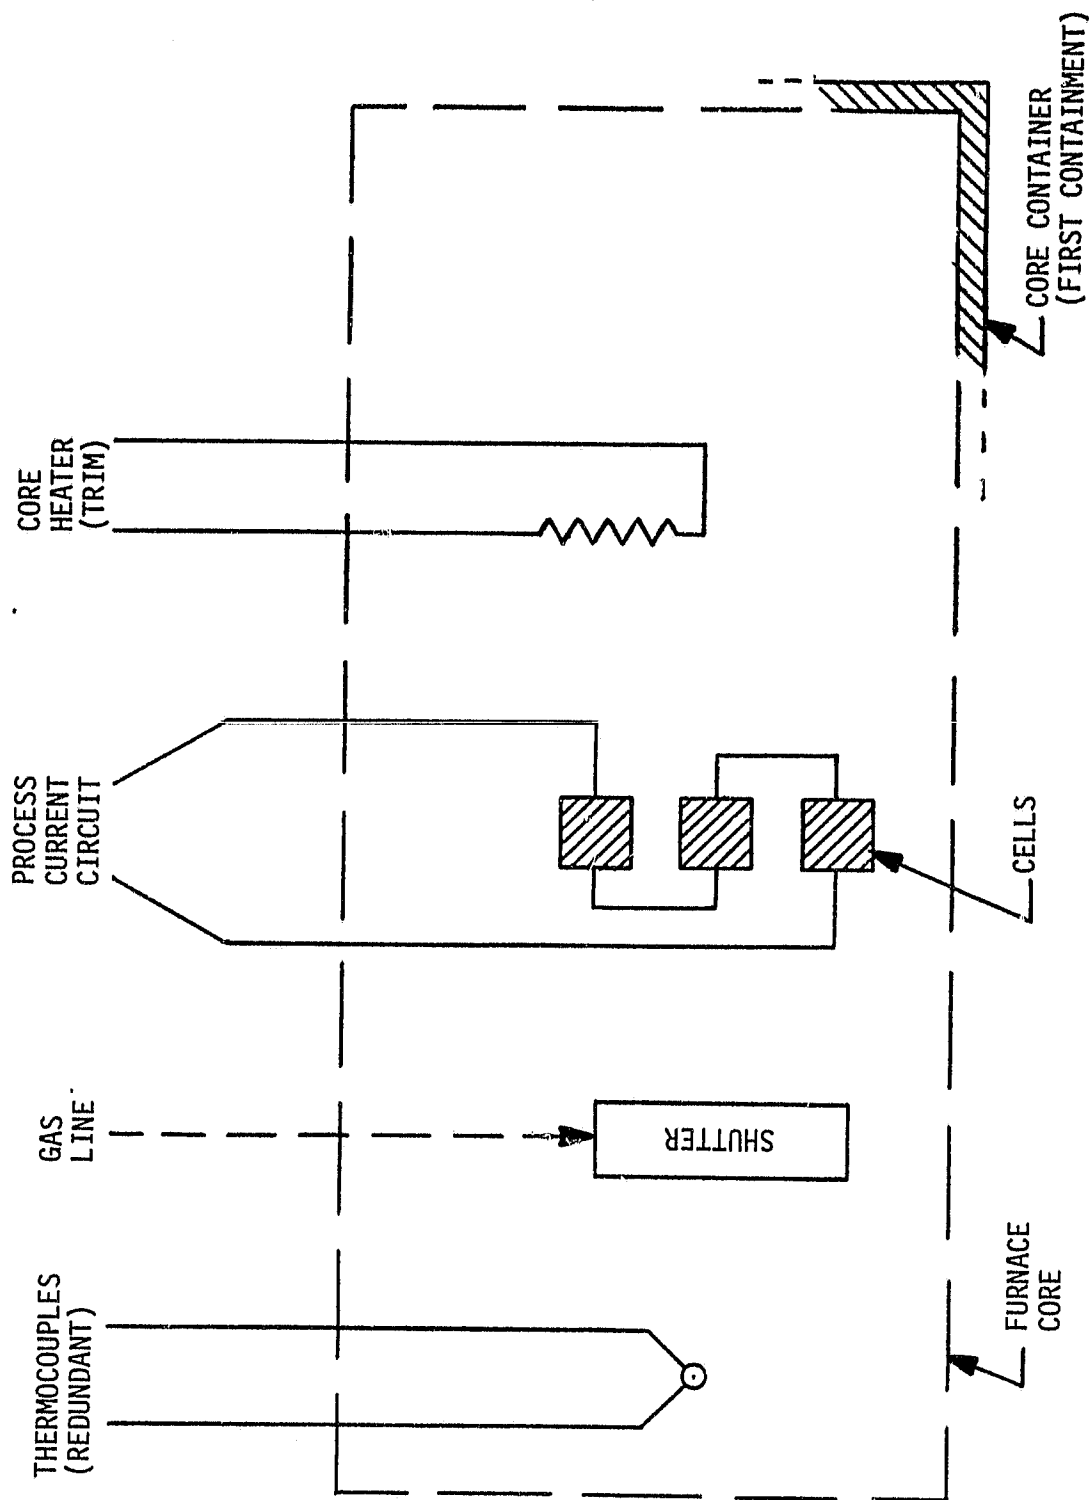 THERMOCOUPLES
(REDUNDANT)
GAS
LINE
PROCESS
CURRENT
CIRCUIT
CORE
HEATER
(TRIM)
SHUTTER
FURNACE
CORE
CELLS
CORE CONTAINER
(FIRST CONTAINMENT)